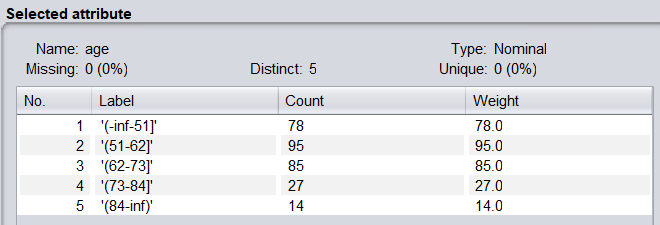 Selected attribute
Name: age Type: Nominal
Missing: 0 (0%) Distinct: 5 Unique: 0 (0%)
No. Label Count Weight
1 '(-inf-51]' 78 78.0
2 '(51-62]' 95 95.0
3 '(62-73]' 85 85.0
4 '(73-84]' 27 27.0
5 '(84-inf)' 14 14.0